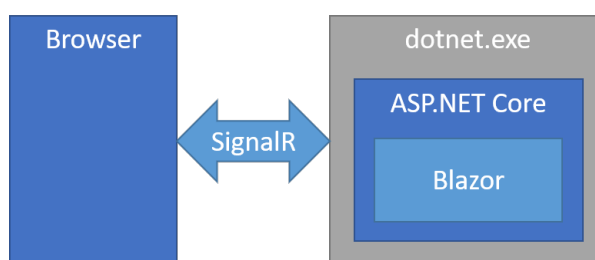 Browser
dotnet.exe
ASP.NET Core
SignalR
Blazor